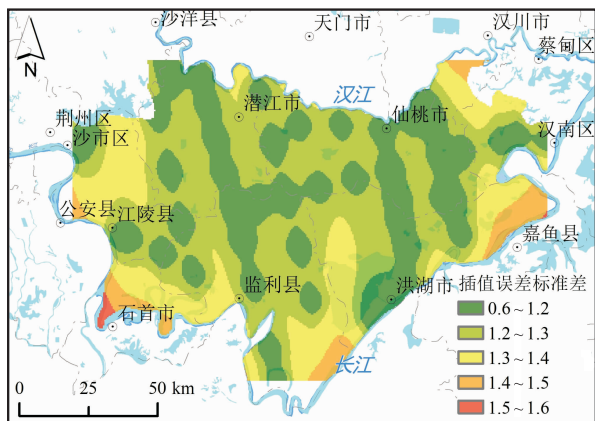 沙洋县
天门市
汉川市
蔡甸区
N
汉江
潜江市
仙桃市
荆州区
沙市区
汉南区
公安县
江陵县
嘉鱼县
监利县
洪湖市
石首市
长江
插值误差标准差
0.6~1.2
1.2~1.3
1.3~1.4
1.4~1.5
1.5~1.6
0 25 50 km